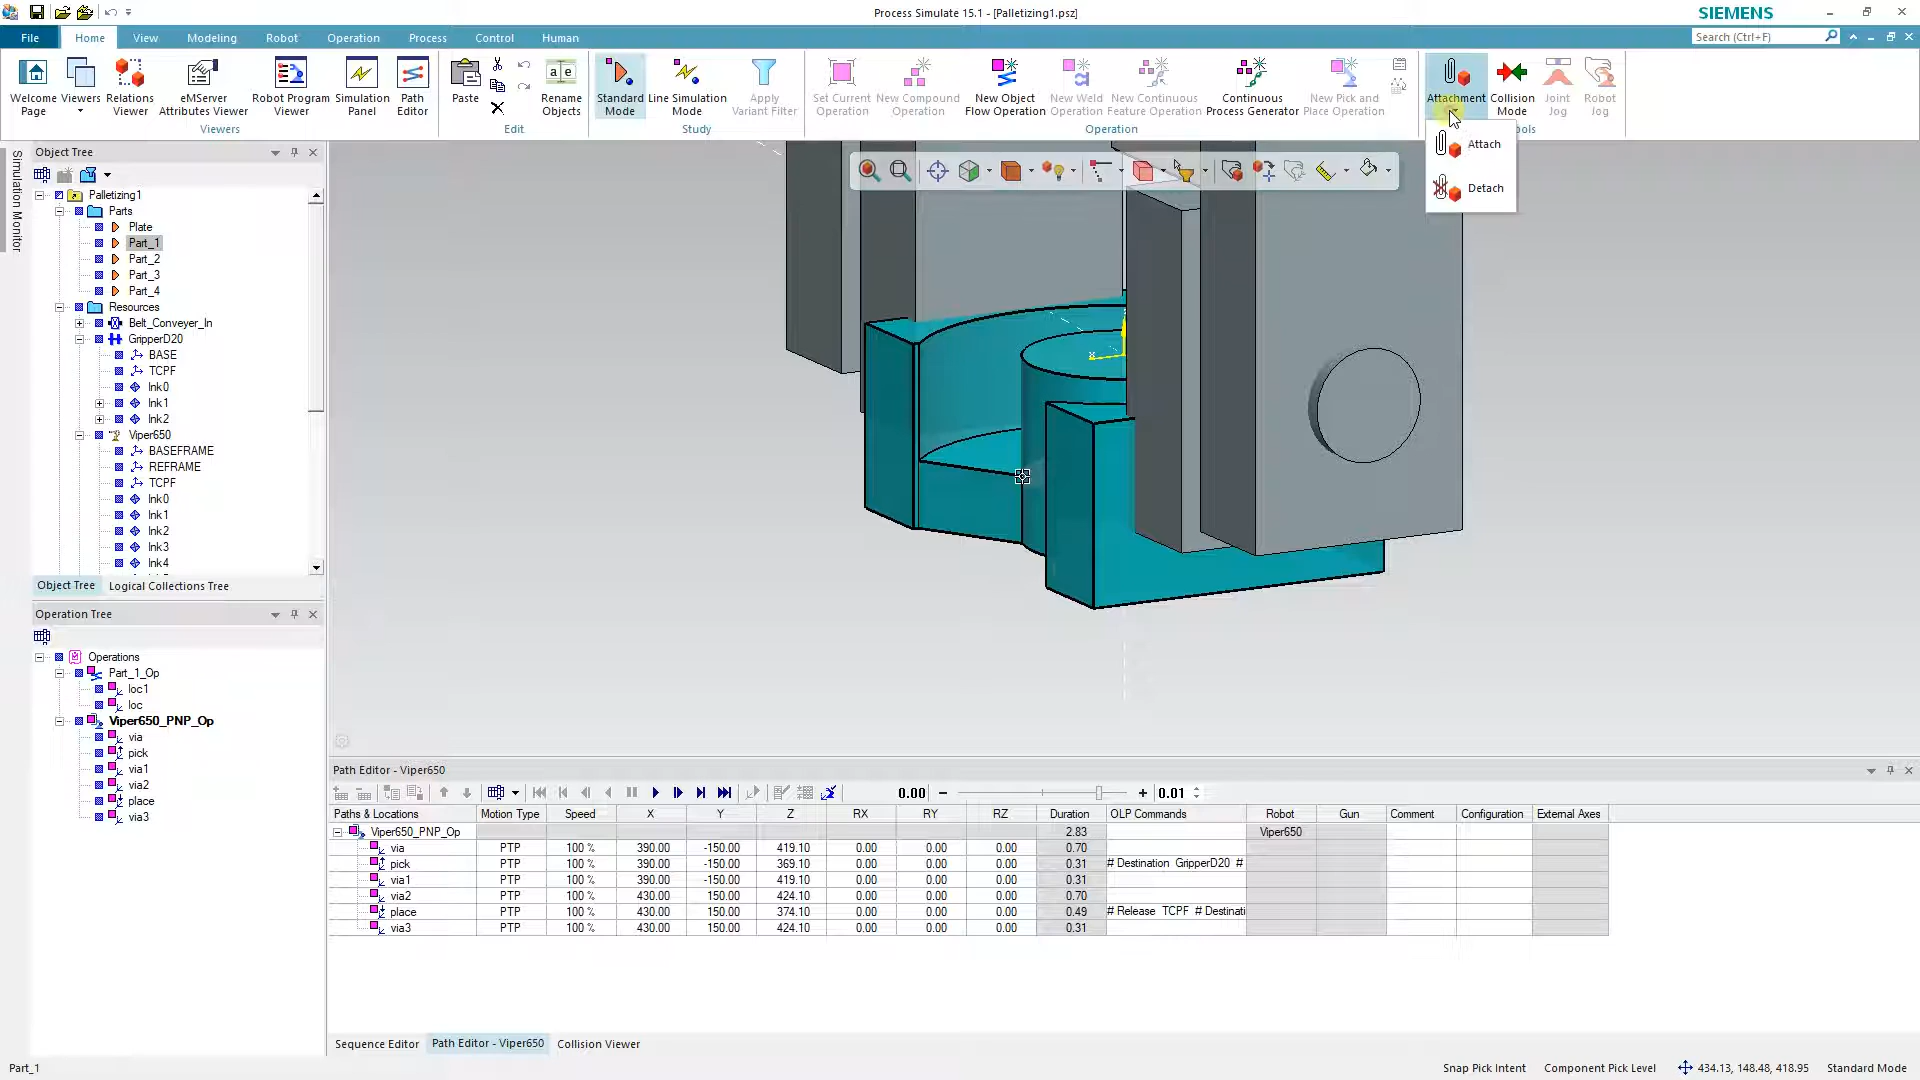 Process Simulate 15.1 - [Palletizing1.psz]
SIEMENS
File Home View Modeling Robot Operation Process Control Human
Search (Ctrl+F)
Welcome Page
Viewers
Relations Viewer
eMServer Attributes Viewer
Robot Program Viewer
Simulation Panel
Path Editor
Paste
Rename Objects
Standard Mode
Line Simulation Mode
Apply Variant Filter
Set Current Operation
New Compound Operation
New Object Flow Operation
New Weld Operation
New Continuous Feature Operation
Continuous Process Generator
New Pick and Place Operation
Attachment
Collision Mode
Joint Jog
Robot Jog
Viewers Edit Study Operation ools
Attach
Detach
Simulation Monitor
Object Tree
Palletizing1
Parts
Plate
Part_1
Part_2
Part_3
Part_4
Resources
Belt_Conveyer_In
GripperD20
BASE
TCPF
lnk0
lnk1
lnk2
Viper650
BASEFRAME
REFRAME
TCPF
lnk0
lnk1
lnk2
lnk3
lnk4
Object Tree Logical Collections Tree
Operation Tree
Operations
Part_1_Op
loc1
loc
Viper650_PNP_Op
via
pick
via1
via2
place
via3
x
Path Editor - Viper650
0.00 − + 0.01
Paths & Locations Motion Type Speed X Y Z RX RY RZ Duration OLP Commands Robot Gun Comment Configuration External Axes
Viper650_PNP_Op 2.83 Viper650
via PTP 100 % 390.00 -150.00 419.10 0.00 0.00 0.00 0.70
pick PTP 100 % 390.00 -150.00 369.10 0.00 0.00 0.00 0.31 # Destination GripperD20 #
via1 PTP 100 % 390.00 -150.00 419.10 0.00 0.00 0.00 0.31
via2 PTP 100 % 430.00 150.00 424.10 0.00 0.00 0.00 0.70
place PTP 100 % 430.00 150.00 374.10 0.00 0.00 0.00 0.49 # Release TCPF # Destinati
via3 PTP 100 % 430.00 150.00 424.10 0.00 0.00 0.00 0.31
Sequence Editor Path Editor - Viper650 Collision Viewer
Part_1 Snap Pick Intent Component Pick Level 434.13, 148.48, 418.95 Standard Mode